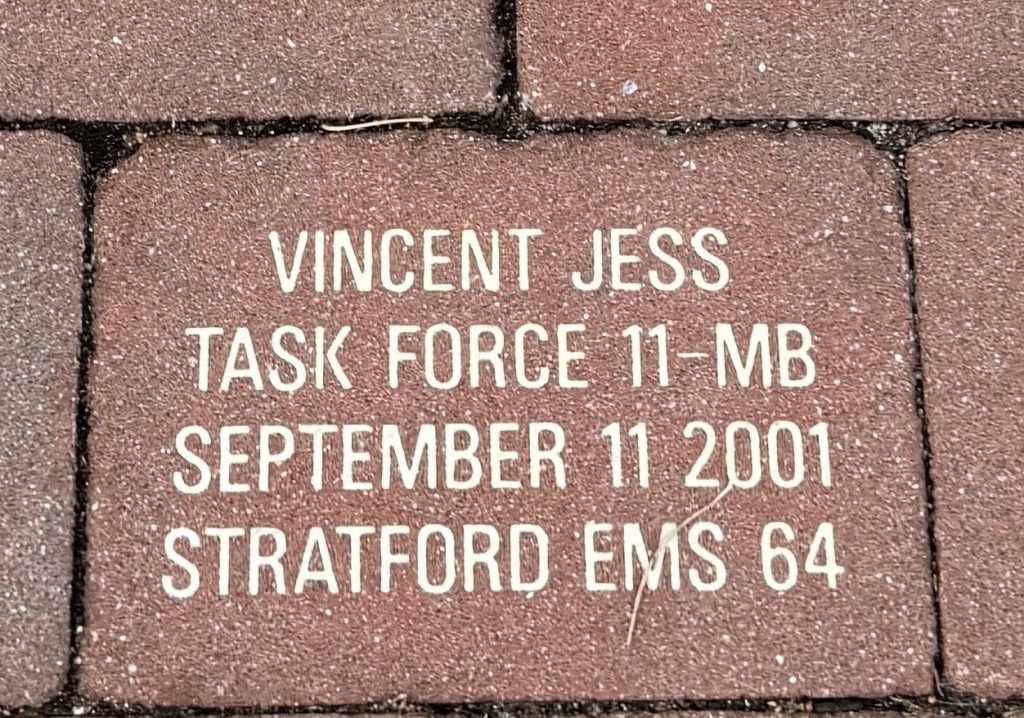 VINCENT JESS
TASK FORCE 11-MB
SEPTEMBER 11 2001
STRATFORD EMS 64